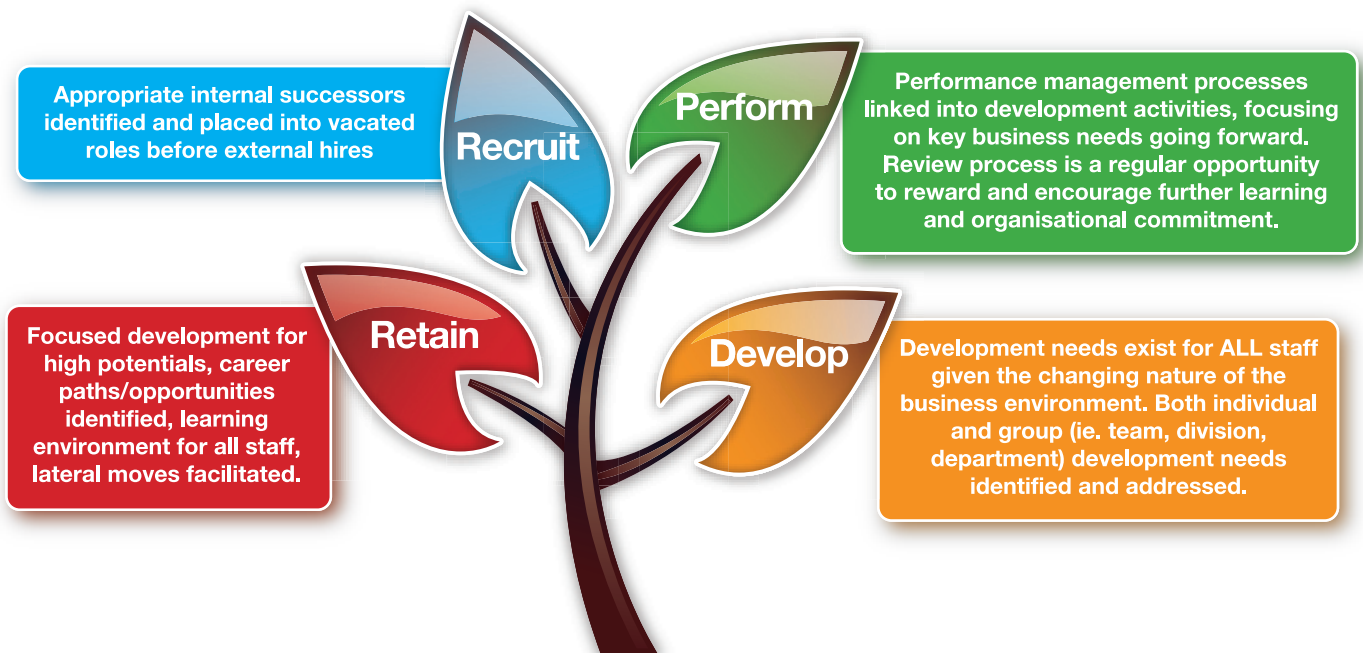 Appropriate internal successors
identified and placed into vacated
roles before external hires
Recruit
Perform
Performance management processes
linked into development activities, focusing
on key business needs going forward.
Review process is a regular opportunity
to reward and encourage further learning
and organisational commitment.
Focused development for
high potentials, career
paths/opportunities
identified, learning
environment for all staff,
lateral moves facilitated.
Retain
Develop
Development needs exist for ALL staff
given the changing nature of the
business environment. Both individual
and group (ie. team, division,
department) development needs
identified and addressed.